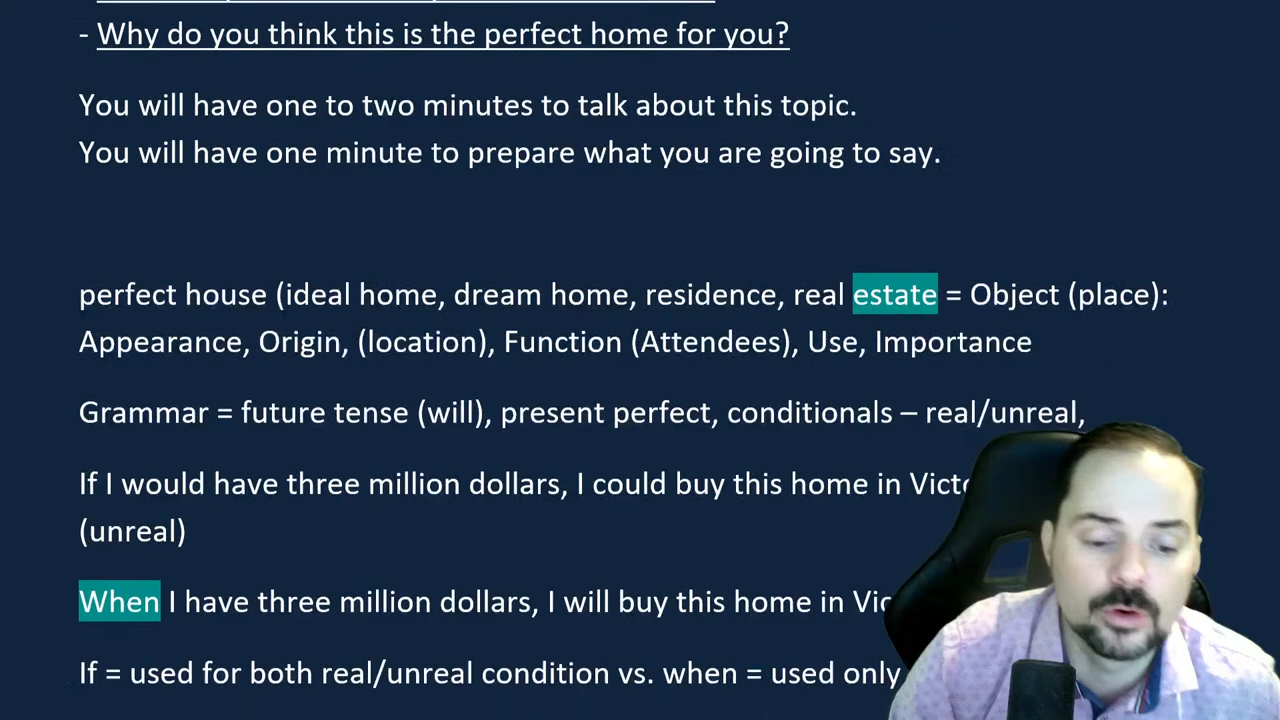 - Why do you think this is the perfect home for you?
You will have one to two minutes to talk about this topic.
You will have one minute to prepare what you are going to say.
perfect house (ideal home, dream home, residence, real estate = Object (place):
Appearance, Origin, (location), Function (Attendees), Use, Importance
Grammar = future tense (will), present perfect, conditionals – real/unreal,
If I would have three million dollars, I could buy this home in
(unreal)
When I have three million dollars, I will buy this home in
If = used for both real/unreal condition vs. when = used only